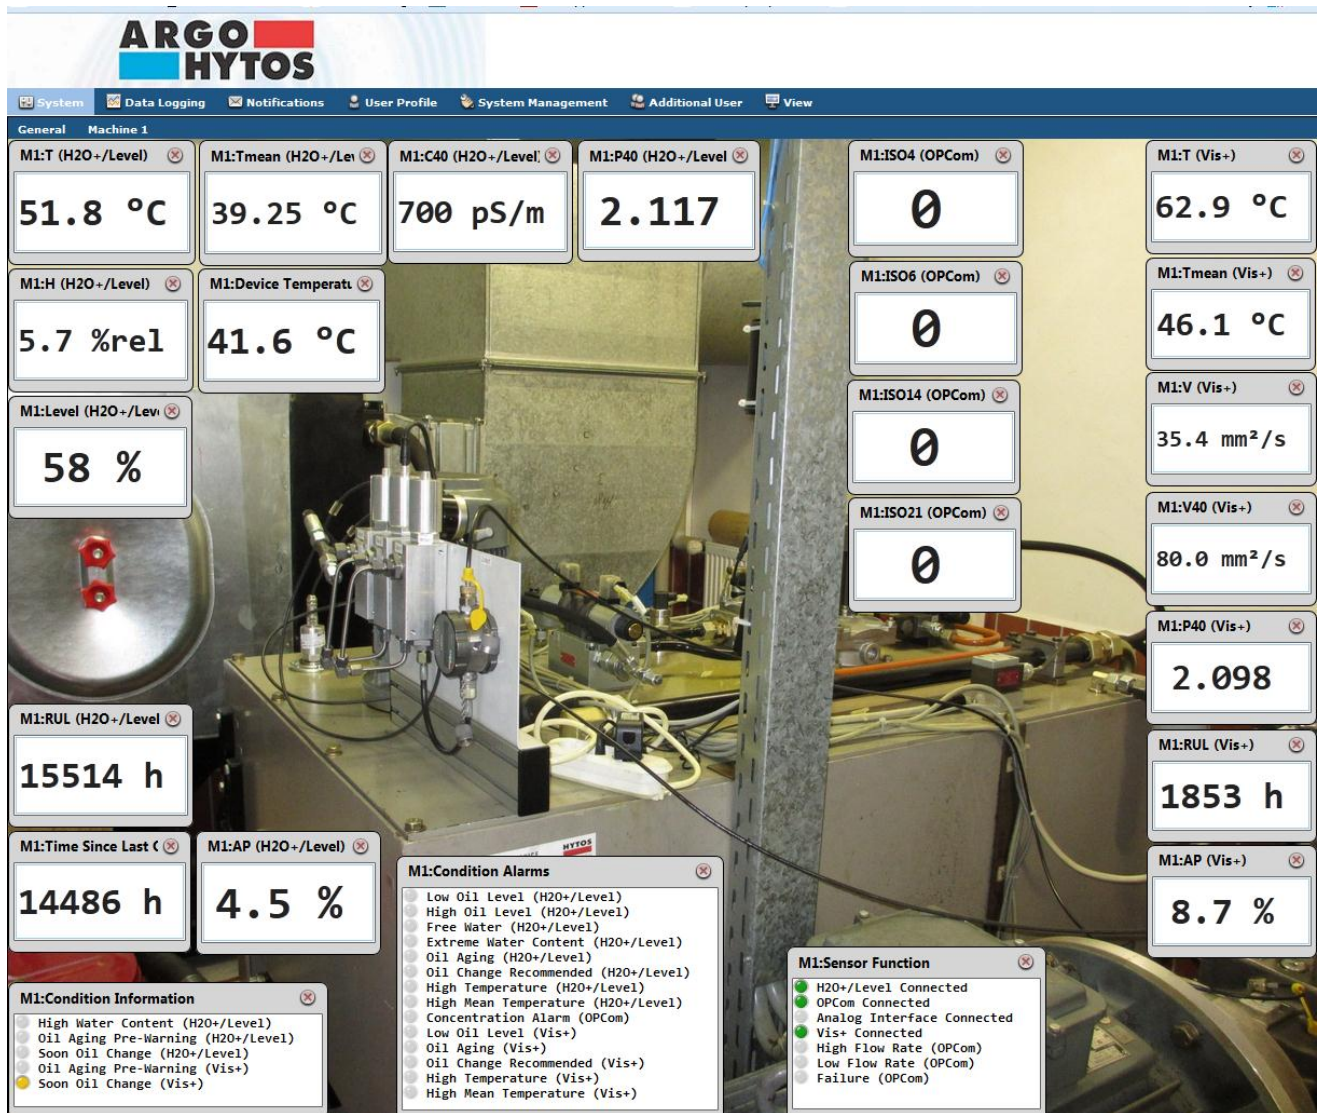 ARGO
HYTOS
System Data Logging Notifications User Profile System Management Additional User View
General Machine 1
M1:T (H2O+/Level)
51.8 °C
M1:Tmean (H2O+/Lev
39.25 °C
M1:C40 (H2O+/Level)
700 pS/m
M1:P40 (H2O+/Level
2.117
M1:ISO4 (OPCom)
0
M1:T (Vis+)
62.9 °C
M1:H (H2O+/Level)
5.7 %rel
M1:Device Temperatu
41.6 °C
M1:ISO6 (OPCom)
0
M1:Tmean (Vis+)
46.1 °C
M1:Level (H2O+/Leve
58 %
M1:ISO14 (OPCom)
0
M1:V (Vis+)
35.4 mm²/s
M1:ISO21 (OPCom)
0
M1:V40 (Vis+)
80.0 mm²/s
M1:P40 (Vis+)
2.098
M1:RUL (H2O+/Level
15514 h
M1:RUL (Vis+)
1853 h
M1:Time Since Last C
14486 h
M1:AP (H2O+/Level)
4.5 %
HYTOS
M1:AP (Vis+)
8.7 %
M1:Condition Alarms
Low Oil Level (H2O+/Level)
High Oil Level (H2O+/Level)
Free Water (H2O+/Level)
Extreme Water Content (H2O+/Level)
Oil Aging (H2O+/Level)
Oil Change Recommended (H2O+/Level)
High Temperature (H2O+/Level)
High Mean Temperature (H2O+/Level)
Concentration Alarm (OPCom)
Low Oil Level (Vis+)
Oil Aging (Vis+)
Oil Change Recommended (Vis+)
High Temperature (Vis+)
High Mean Temperature (Vis+)
M1:Sensor Function
H2O+/Level Connected
OPCom Connected
Analog Interface Connected
Vis+ Connected
High Flow Rate (OPCom)
Low Flow Rate (OPCom)
Failure (OPCom)
M1:Condition Information
High Water Content (H2O+/Level)
Oil Aging Pre-Warning (H2O+/Level)
Soon Oil Change (H2O+/Level)
Oil Aging Pre-Warning (Vis+)
Soon Oil Change (Vis+)